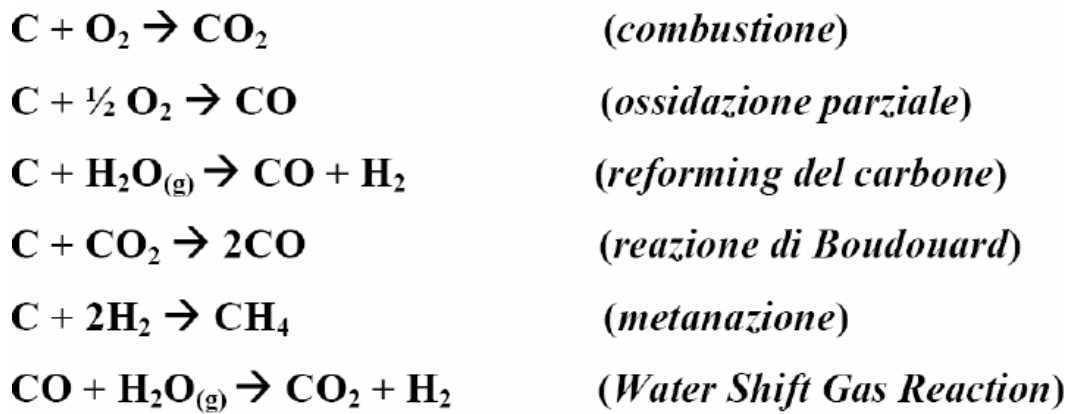 C + O₂ → CO₂ (combustione)
C + ½ O₂ → CO (ossidazione parziale)
C + H₂O₍g₎ → CO + H₂ (reforming del carbone)
C + CO₂ → 2CO (reazione di Boudouard)
C + 2H₂ → CH₄ (metanazione)
CO + H₂O₍g₎ → CO₂ + H₂ (Water Shift Gas Reaction)